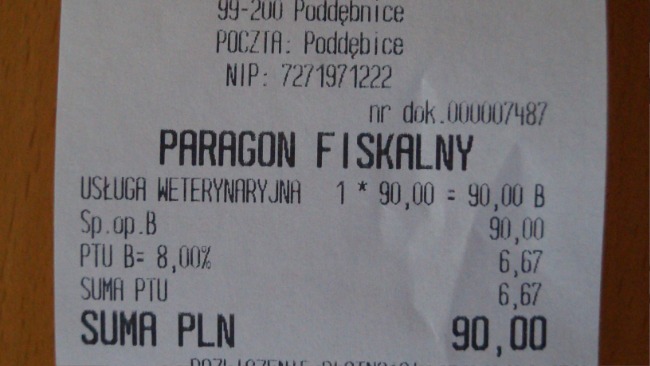 99-200 Poddębnice
POCZTA: Poddębice
NIP: 7271971222
nr dok.000007487
PARAGON FISKALNY
USŁUGA WETERYNARYJNA 1 * 90,00 = 90,00 B
Sp.op.B 90,00
PTU B= 8,00% 6,67
SUMA PTU 6,67
SUMA PLN 90,00